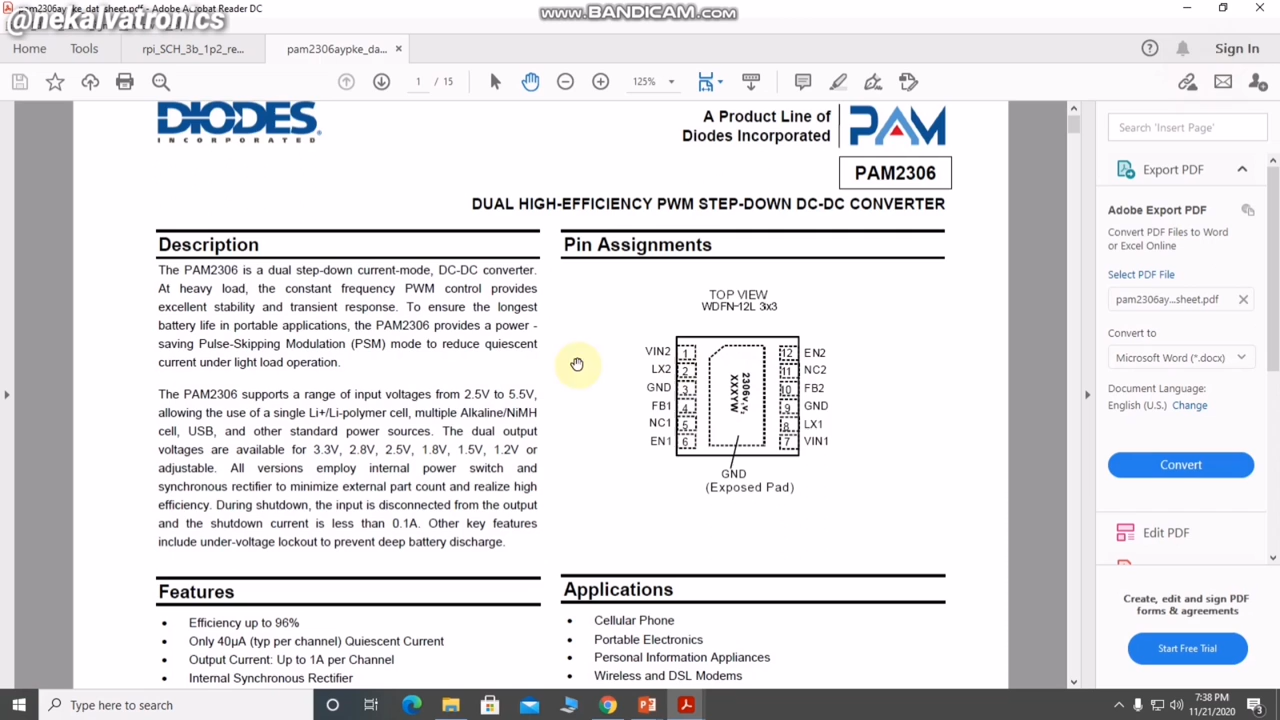 pam2306aypke_datasheet.pdf - Adobe Acrobat Reader DC
@nekalvatronics
www.BANDICAM.com
Home
Tools
rpi_SCH_3b_1p2_re...
pam2306aypke_da...
Sign In
1 / 15
125%
DIODES
INCORPORATED
A Product Line of
Diodes Incorporated
PAM
PAM2306
DUAL HIGH-EFFICIENCY PWM STEP-DOWN DC-DC CONVERTER
Description
The PAM2306 is a dual step-down current-mode, DC-DC converter.
At heavy load, the constant frequency PWM control provides
excellent stability and transient response. To ensure the longest
battery life in portable applications, the PAM2306 provides a power -
saving Pulse-Skipping Modulation (PSM) mode to reduce quiescent
current under light load operation.
The PAM2306 supports a range of input voltages from 2.5V to 5.5V,
allowing the use of a single Li+/Li-polymer cell, multiple Alkaline/NiMH
cell, USB, and other standard power sources. The dual output
voltages are available for 3.3V, 2.8V, 2.5V, 1.8V, 1.5V, 1.2V or
adjustable. All versions employ internal power switch and
synchronous rectifier to minimize external part count and realize high
efficiency. During shutdown, the input is disconnected from the output
and the shutdown current is less than 0.1A. Other key features
include under-voltage lockout to prevent deep battery discharge.
Features
• Efficiency up to 96%
• Only 40μA (typ per channel) Quiescent Current
• Output Current: Up to 1A per Channel
• Internal Synchronous Rectifier
Pin Assignments
TOP VIEW
WDFN-12L 3x3
VIN2 1 12 EN2
LX2 2 11 NC2
GND 3 10 FB2
FB1 4 9 GND
NC1 5 8 LX1
EN1 6 7 VIN1
2306v.v.
XXXYW
GND
(Exposed Pad)
Applications
• Cellular Phone
• Portable Electronics
• Personal Information Appliances
• Wireless and DSL Modems
Search 'Insert Page'
Export PDF
Adobe Export PDF
Convert PDF Files to Word
or Excel Online
Select PDF File
pam2306ay...sheet.pdf
Convert to
Microsoft Word (*.docx)
Document Language:
English (U.S.) Change
Convert
Edit PDF
Create, edit and sign PDF
forms & agreements
Start Free Trial
Type here to search
7:38 PM
11/21/2020
3